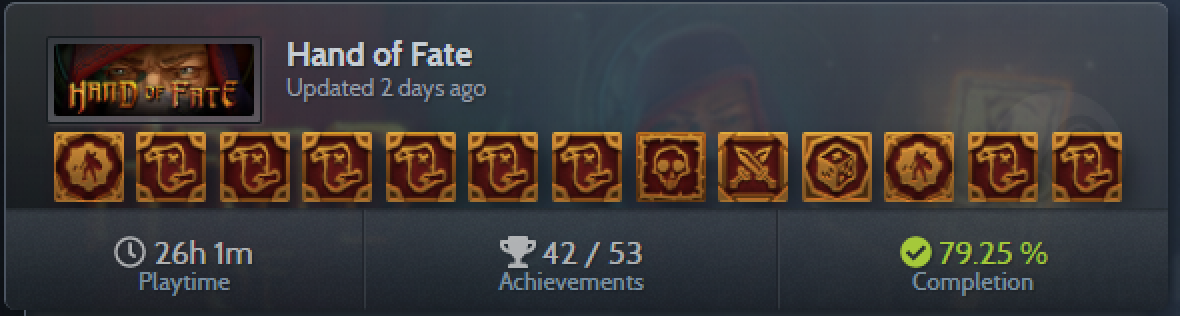 HAND OF FATE
Hand of Fate
Updated 2 days ago
26h 1m
Playtime
42 / 53
Achievements
79.25 %
Completion